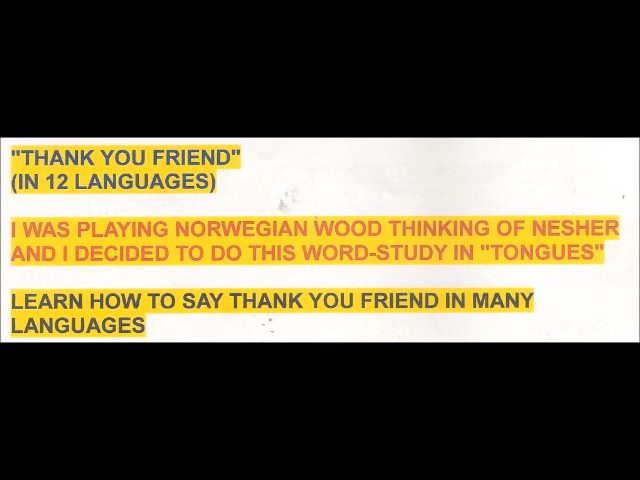 "THANK YOU FRIEND"
(IN 12 LANGUAGES)
I WAS PLAYING NORWEGIAN WOOD THINKING OF NESHER
AND I DECIDED TO DO THIS WORD-STUDY IN "TONGUES"
LEARN HOW TO SAY THANK YOU FRIEND IN MANY
LANGUAGES